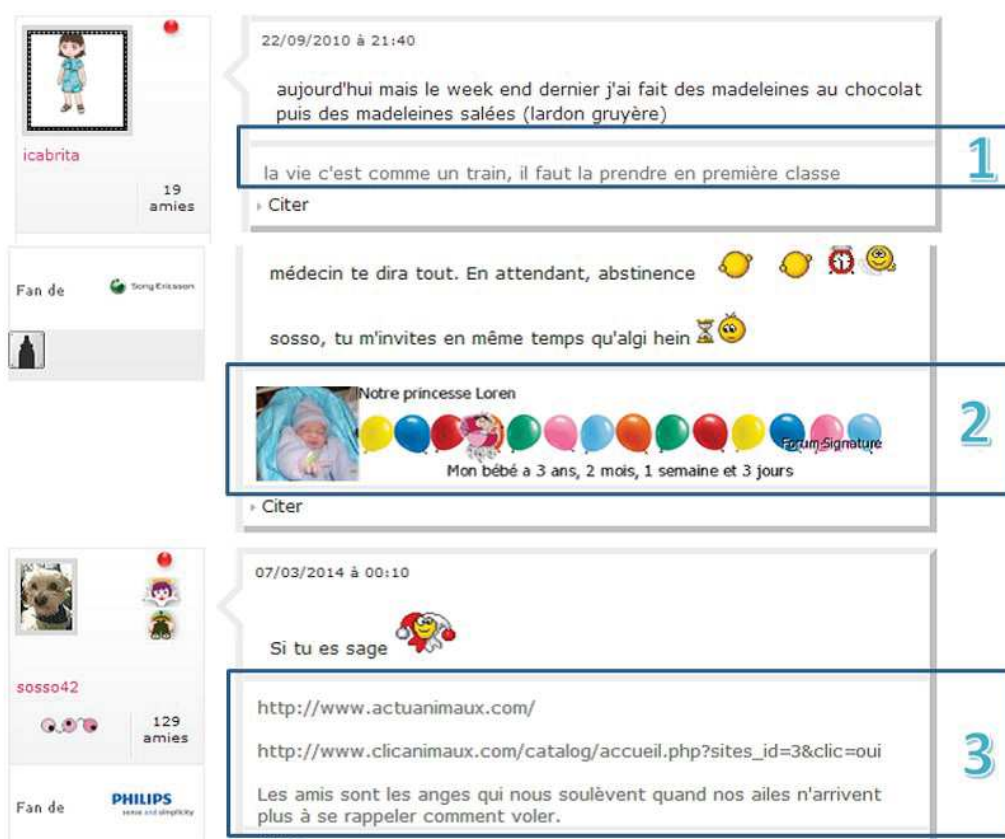 22/09/2010 à 21:40
aujourd'hui mais le week end dernier j'ai fait des madeleines au chocolat
puis des madeleines salées (lardon gruyère)
icabrita
la vie c'est comme un train, il faut la prendre en première classe
1
19
amies
Citer
médecin te dira tout. En attendant, abstinence
Fan de
Sony Ericsson
sosso, tu m'invites en même temps qu'algi hein
Notre princesse Loren
Forum-Signature
Mon bébé a 3 ans, 2 mois, 1 semaine et 3 jours
2
Citer
07/03/2014 à 00:10
Si tu es sage
sosso42
129
amies
http://www.actuanimaux.com/
http://www.clicanimaux.com/catalog/accueil.php?sites_id=3&clic=oui
3
Les amis sont les anges qui nous soulèvent quand nos ailes n'arrivent
plus à se rappeler comment voler.
Fan de
PHILIPS
sense and simplicity